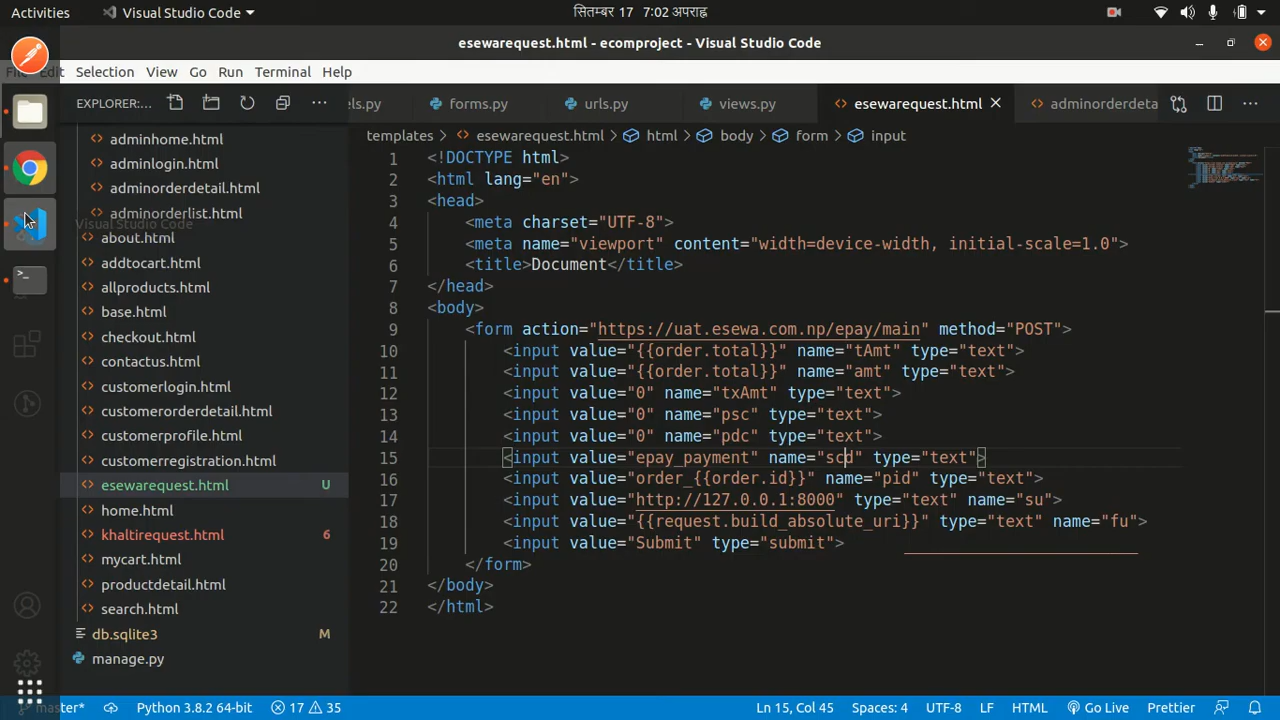 Activities
Visual Studio Code
सितम्बर 17  7:02 अपराह्न
esewarequest.html - ecomproject - Visual Studio Code
File Edit Selection View Go Run Terminal Help
EXPLORER:...
els.py
forms.py
urls.py
views.py
esewarequest.html
adminorderdeta
templates
esewarequest.html
html
body
form
input
adminhome.html
adminlogin.html
adminorderdetail.html
adminorderlist.html
Visual Studio Code
about.html
addtocart.html
allproducts.html
base.html
checkout.html
contactus.html
customerlogin.html
customerorderdetail.html
customerprofile.html
customerregistration.html
esewarequest.html U
home.html
khaltirequest.html 6
mycart.html
productdetail.html
search.html
db.sqlite3 M
manage.py
1 <!DOCTYPE html>
2 <html lang="en">
3 <head>
4 <meta charset="UTF-8">
5 <meta name="viewport" content="width=device-width, initial-scale=1.0">
6 <title>Document</title>
7 </head>
8 <body>
9 <form action="https://uat.esewa.com.np/epay/main" method="POST">
10 <input value="{{order.total}}" name="tAmt" type="text">
11 <input value="{{order.total}}" name="amt" type="text">
12 <input value="0" name="txAmt" type="text">
13 <input value="0" name="psc" type="text">
14 <input value="0" name="pdc" type="text">
15 <input value="epay_payment" name="scd" type="text">
16 <input value="order_{{order.id}}" name="pid" type="text">
17 <input value="http://127.0.0.1:8000" type="text" name="su">
18 <input value="{{request.build_absolute_uri}}" type="text" name="fu">
19 <input value="Submit" type="submit">
20 </form>
21 </body>
22 </html>
master*
Python 3.8.2 64-bit
17
35
Ln 15, Col 45
Spaces: 4
UTF-8
LF
HTML
Go Live
Prettier